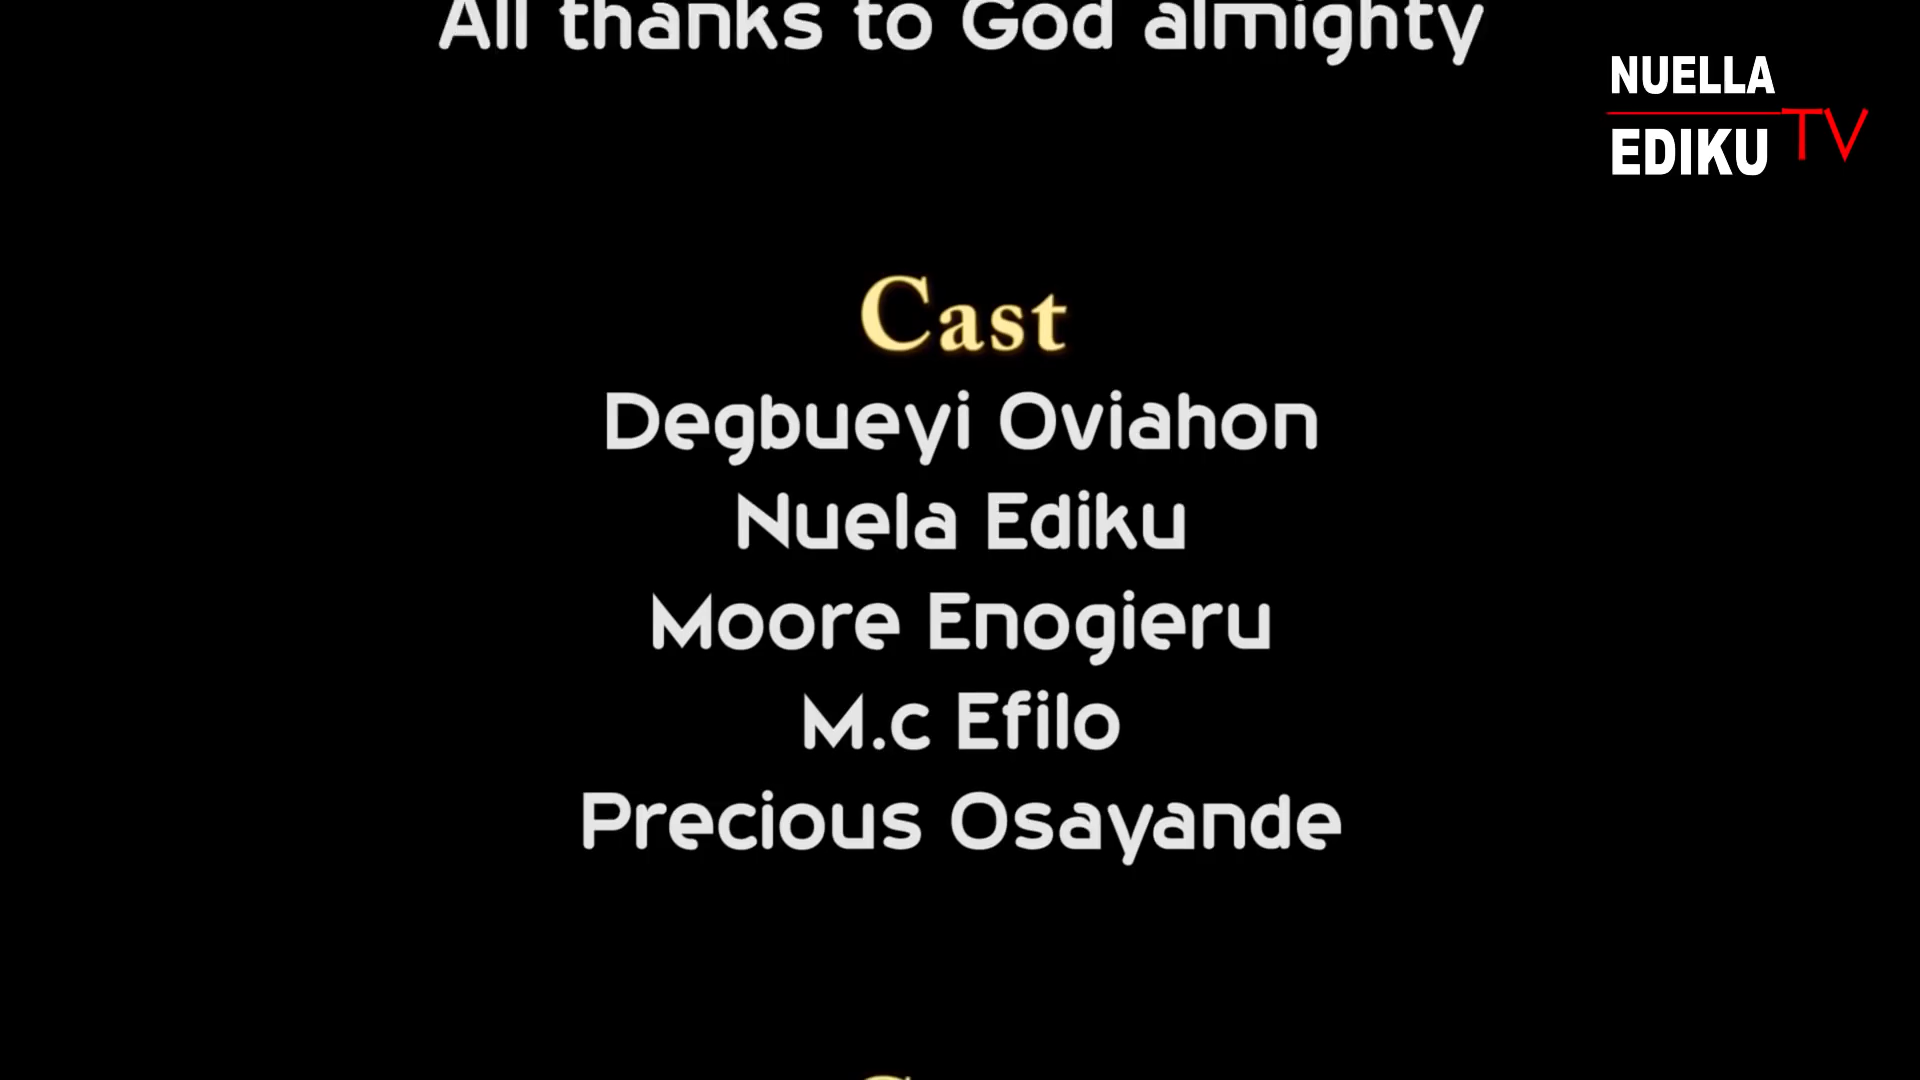 All thanks to God almighty
NUELLA
EDIKU TV
Cast
Degbueyi Oviahon
Nuela Ediku
Moore Enogieru
M.c Efilo
Precious Osayande